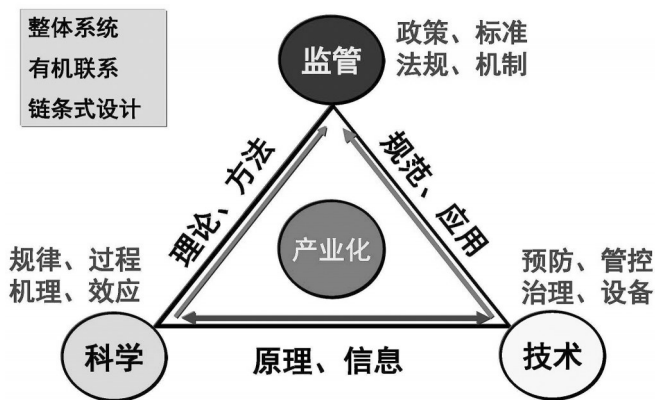 整体系统
有机联系
链条式设计
监管
政策、标准
法规、机制
理论、方法
规范、应用
产业化
规律、过程
机理、效应
预防、管控
治理、设备
科学
原理、信息
技术